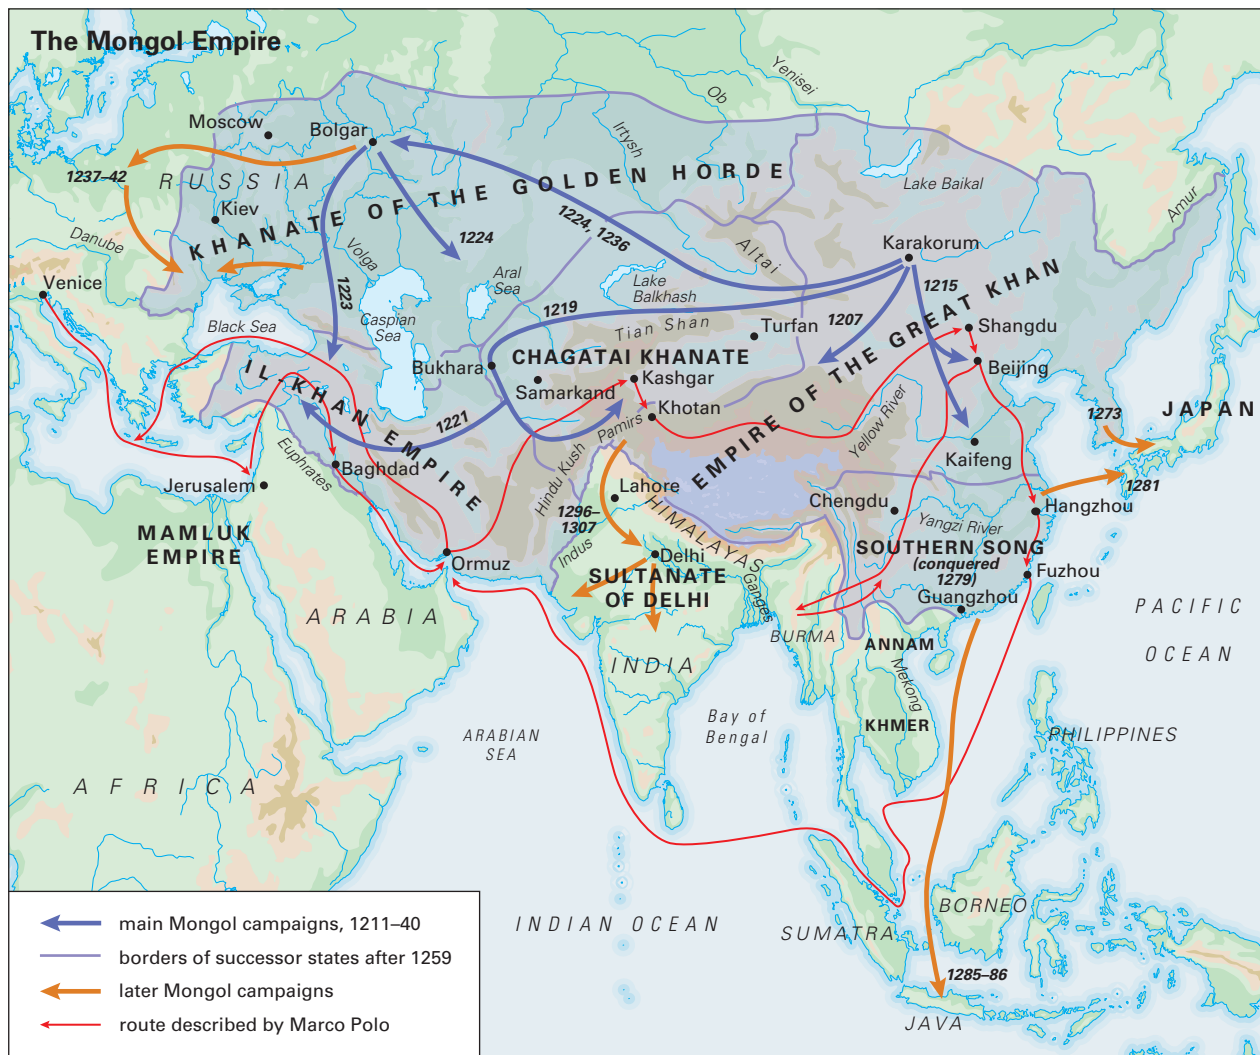 The Mongol Empire
Yenisei
Ob
Irtysh
Moscow
Bolgar
1237–42
RUSSIA
KHANATE OF THE GOLDEN HORDE
Lake Baikal
Amur
Kiev
1224
1224, 1236
Altai
Karakorum
Danube
Volga
Venice
Aral
Sea
Lake
Balkhash
1215
1223
1219
Caspian
Sea
Black Sea
Tian Shan
Turfan
1207
Shangdu
EMPIRE OF THE GREAT KHAN
IL-KHAN EMPIRE
Bukhara
CHAGATAI KHANATE
Beijing
Samarkand
Kashgar
1221
Pamirs
Khotan
Yellow River
1273
JAPAN
Euphrates
Baghdad
Hindu Kush
Kaifeng
Jerusalem
Lahore
1281
MAMLUK
EMPIRE
1296–
1307
HIMALAYAS
Chengdu
Hangzhou
Yangzi River
Ormuz
Indus
Delhi
SOUTHERN SONG
(conquered
1279)
Fuzhou
SULTANATE
OF DELHI
Ganges
Guangzhou
ARABIA
PACIFIC
OCEAN
BURMA
ANNAM
INDIA
Mekong
ARABIAN
SEA
Bay of
Bengal
KHMER
PHILIPPINES
AFRICA
INDIAN OCEAN
SUMATRA
BORNEO
1285–86
JAVA
main Mongol campaigns, 1211–40
borders of successor states after 1259
later Mongol campaigns
route described by Marco Polo